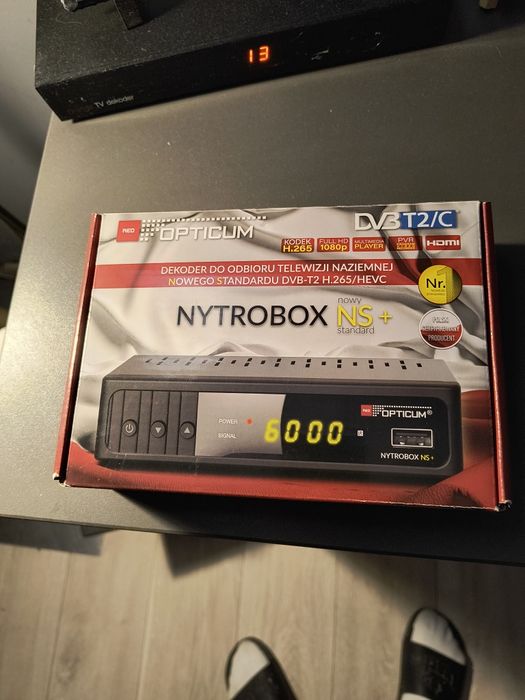 13
TV dekoder
RED OPTICUM
DVB T2/C
KODEK H.265
FULL HD 1080p
MULTIMEDIA PLAYER
PVR
HDMI
DEKODER DO ODBIORU TELEWIZJI NAZIEMNEJ
NOWEGO STANDARDU DVB-T2 H.265/HEVC
Nr. 1
NYTROBOX nowy NS + standard
PRODUCENT
RED OPTICUM®
POWER
SIGNAL
6000
NYTROBOX NS+